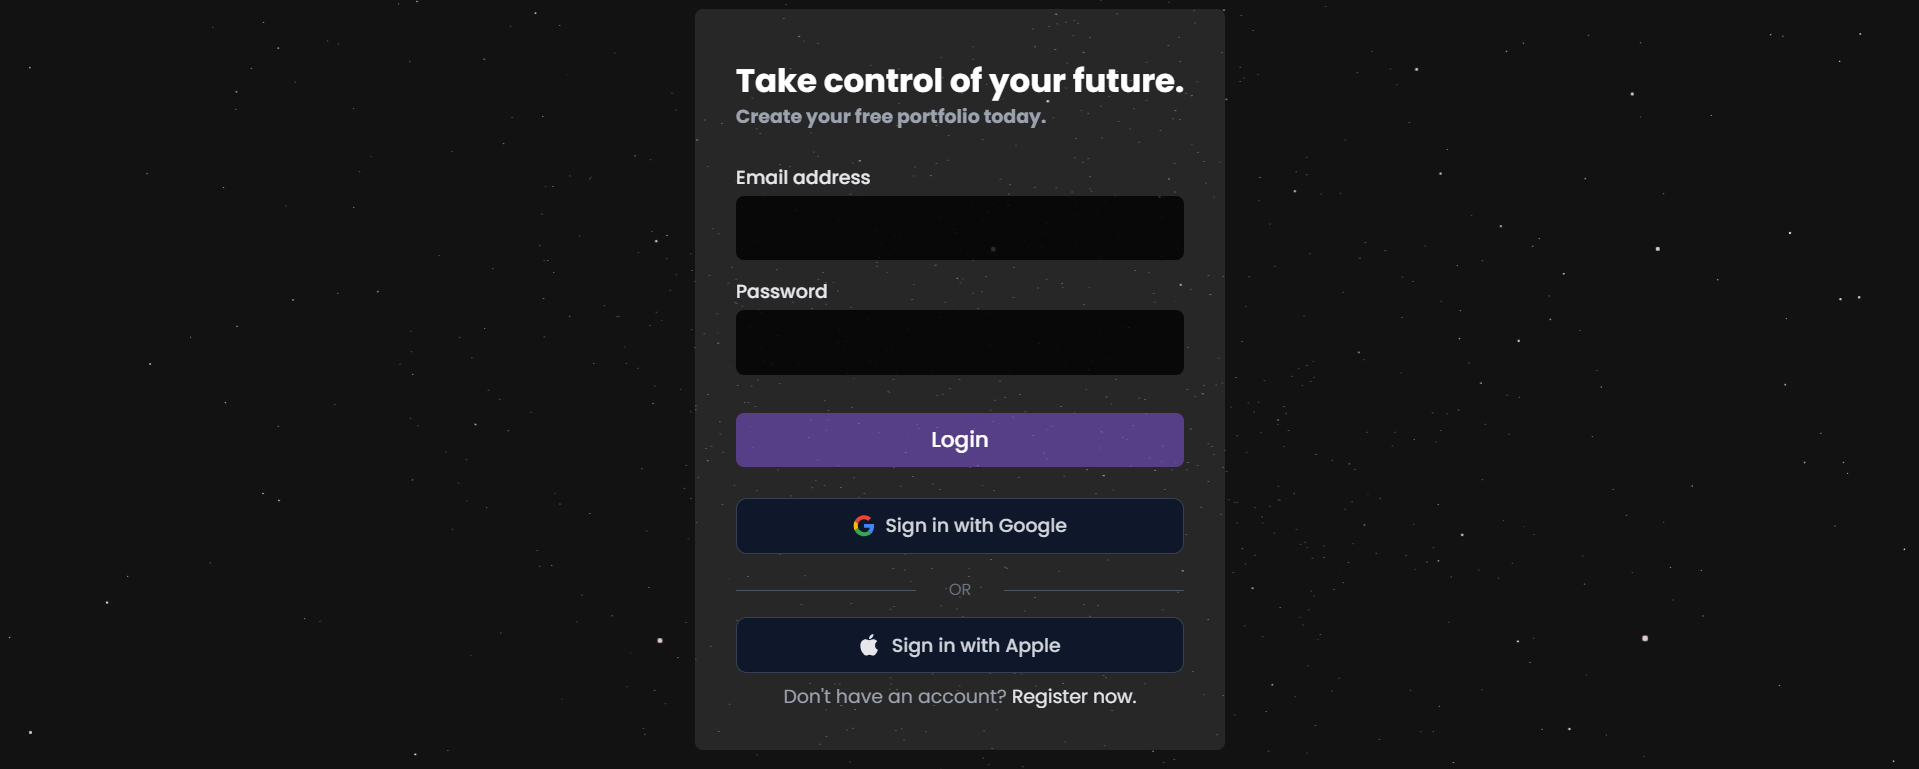 Take control of your future.
Create your free portfolio today.
Email address
Password
Login
Sign in with Google
OR
Sign in with Apple
Don't have an account? Register now.